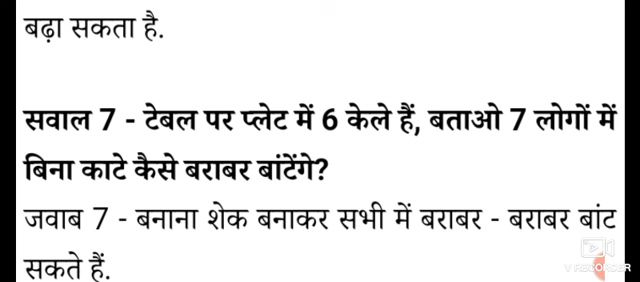 बढ़ा सकता है.
सवाल 7 - टेबल पर प्लेट में 6 केले हैं, बताओ 7 लोगों में
बिना काटे कैसे बराबर बांटेंगे?
जवाब 7 - बनाना शेक बनाकर सभी में बराबर - बराबर बांट
सकते हैं.
V RECORDER